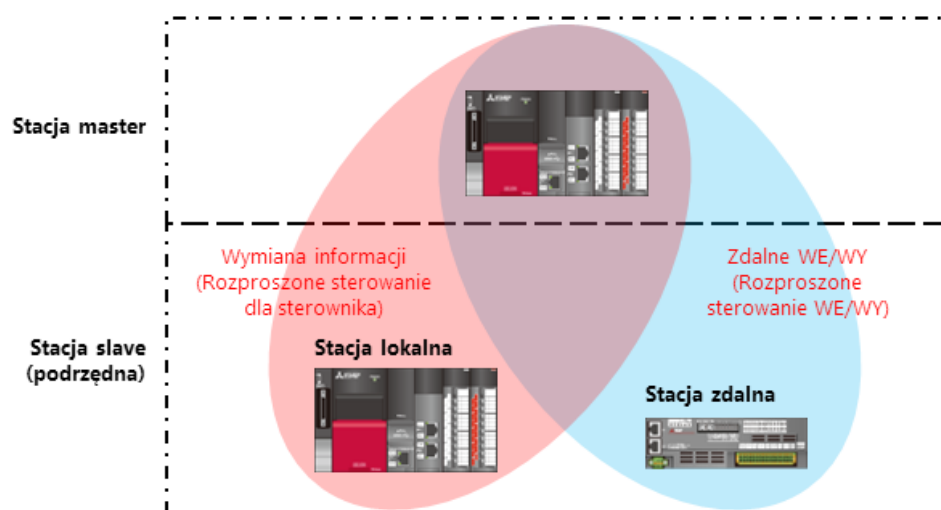 Stacja master
Wymiana informacji
(Rozproszone sterowanie
dla sterownika)
Zdalne WE/WY
(Rozproszone
sterowanie WE/WY)
Stacja slave
(podrzędna)
Stacja lokalna
Stacja zdalna